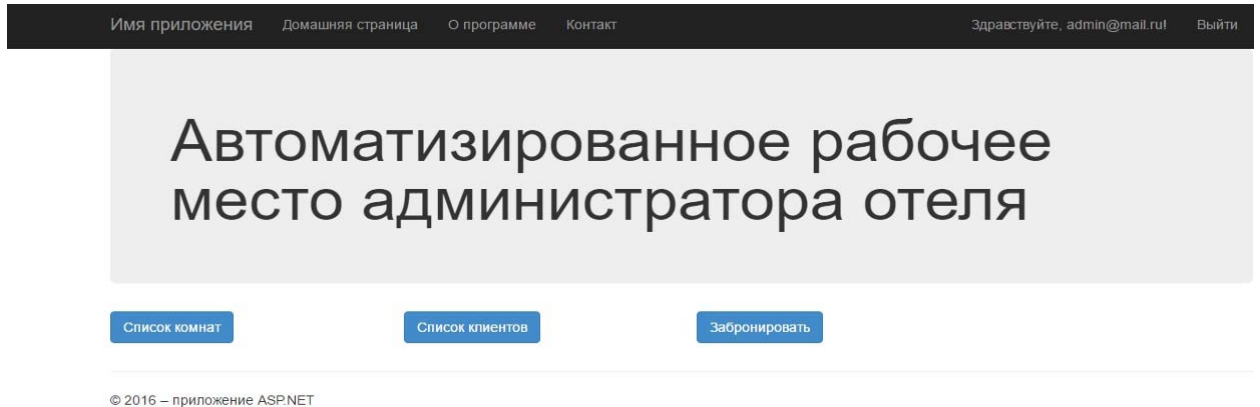 Имя приложения Домашняя страница О программе Контакт Здравствуйте, admin@mail.ru! Выйти
Автоматизированное рабочее
место администратора отеля
Список комнат Список клиентов Забронировать
© 2016 – приложение ASP.NET